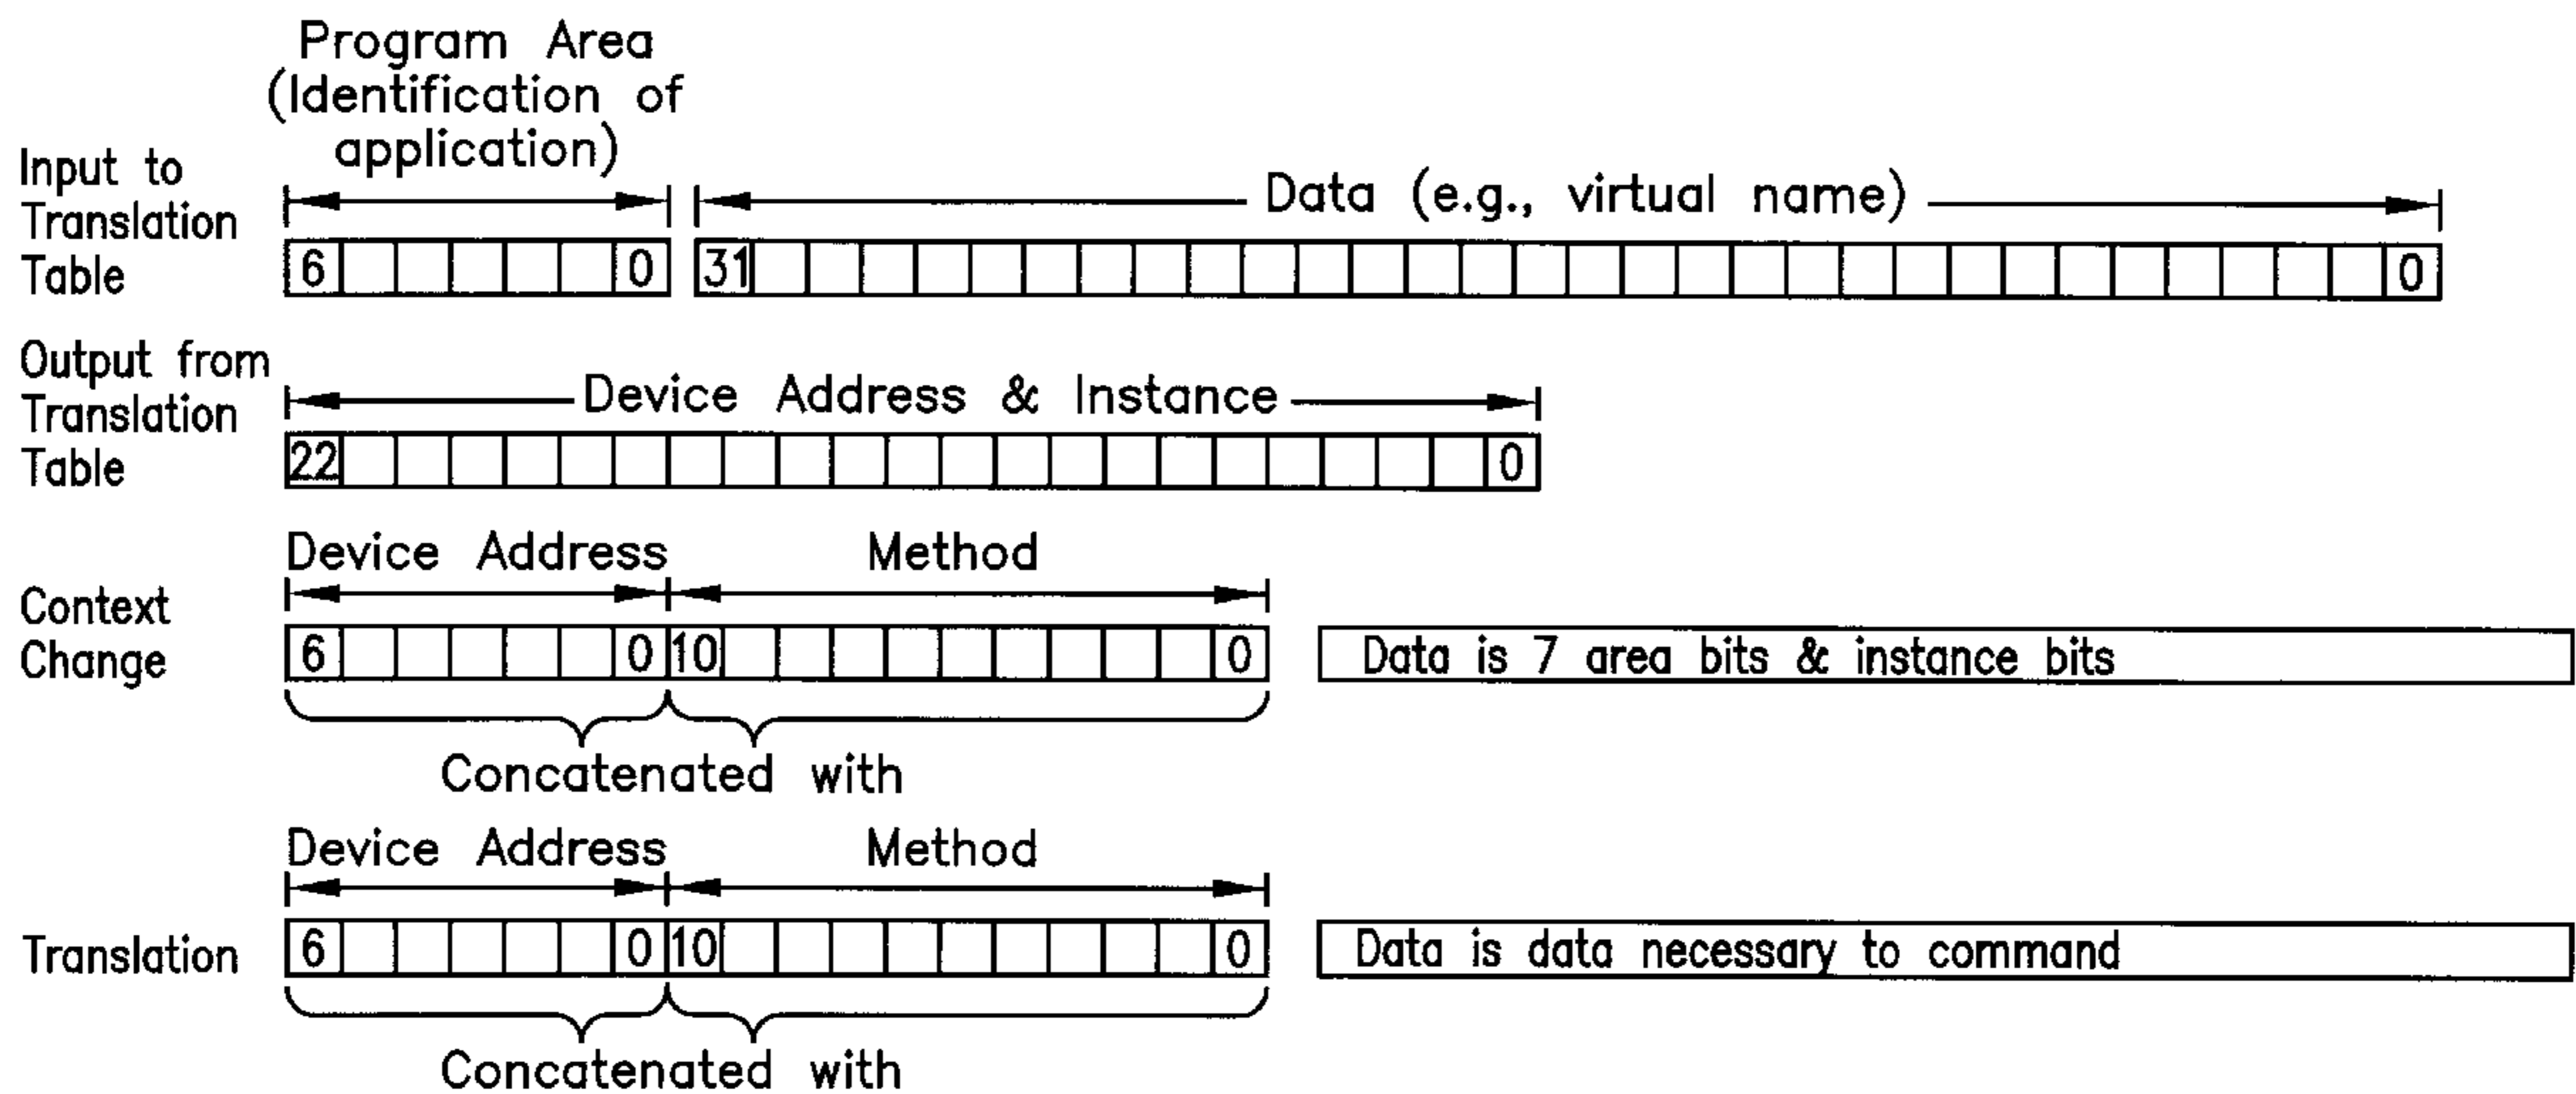 Program Area
(Identification of
application)
Input to
Translation
Table
Data (e.g., virtual name)
6 0 31 0
Output from
Translation
Table
Device Address & Instance
22 0
Device Address Method
Context
Change
6 0 10 0 Data is 7 area bits & instance bits
Concatenated with
Device Address Method
Translation 6 0 10 0 Data is data necessary to command
Concatenated with